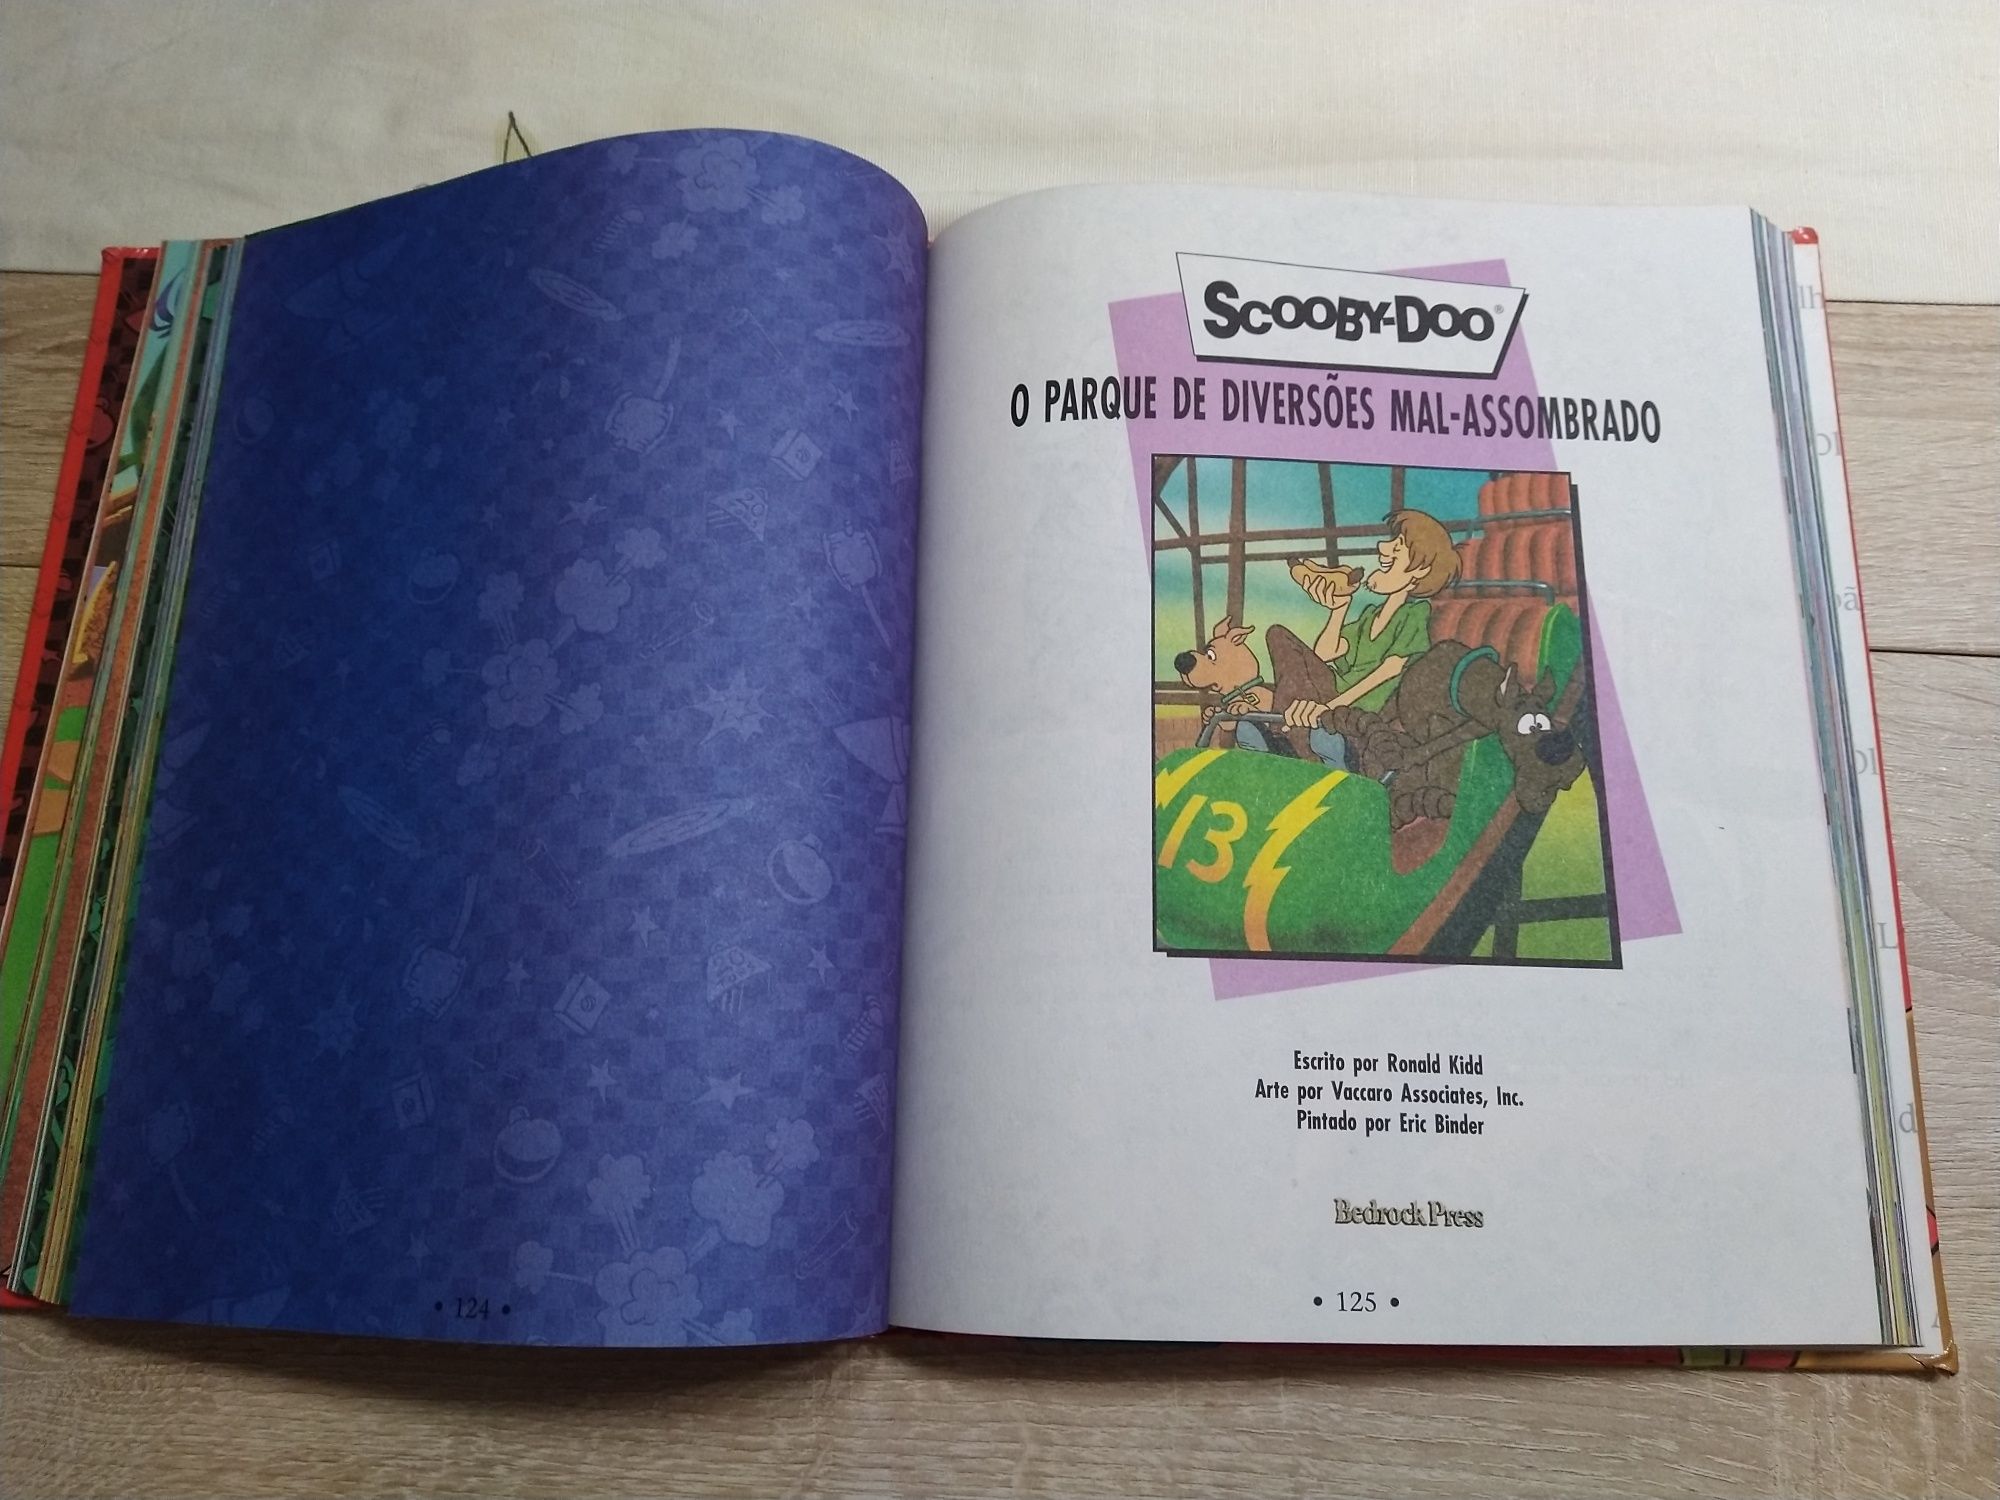 • 124 •
SCOOBY-DOO®
O PARQUE DE DIVERSÕES MAL-ASSOMBRADO
13
Escrito por Ronald Kidd
Arte por Vaccaro Associates, Inc.
Pintado por Eric Binder
Bedrock Press
• 125 •